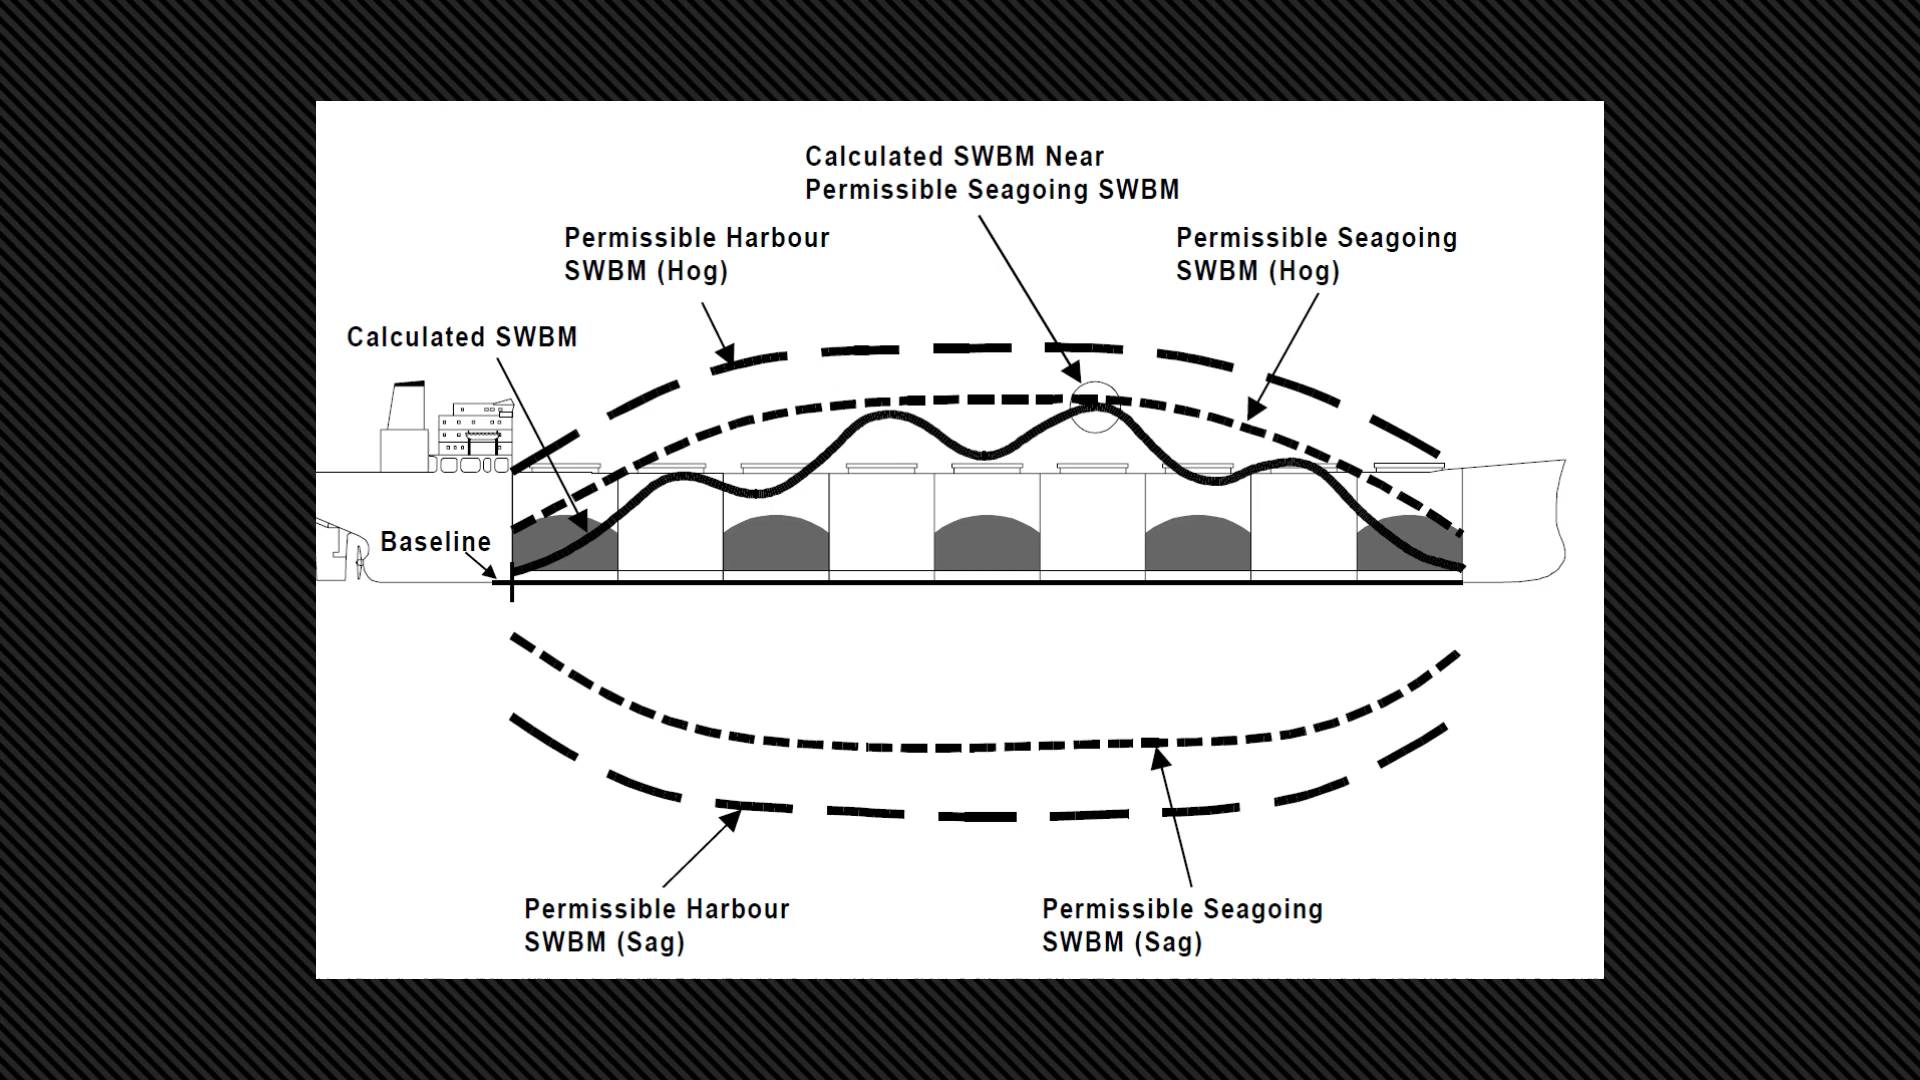 Calculated SWBM Near
Permissible Seagoing SWBM
Permissible Harbour
SWBM (Hog)
Permissible Seagoing
SWBM (Hog)
Calculated SWBM
Baseline
Permissible Harbour
SWBM (Sag)
Permissible Seagoing
SWBM (Sag)